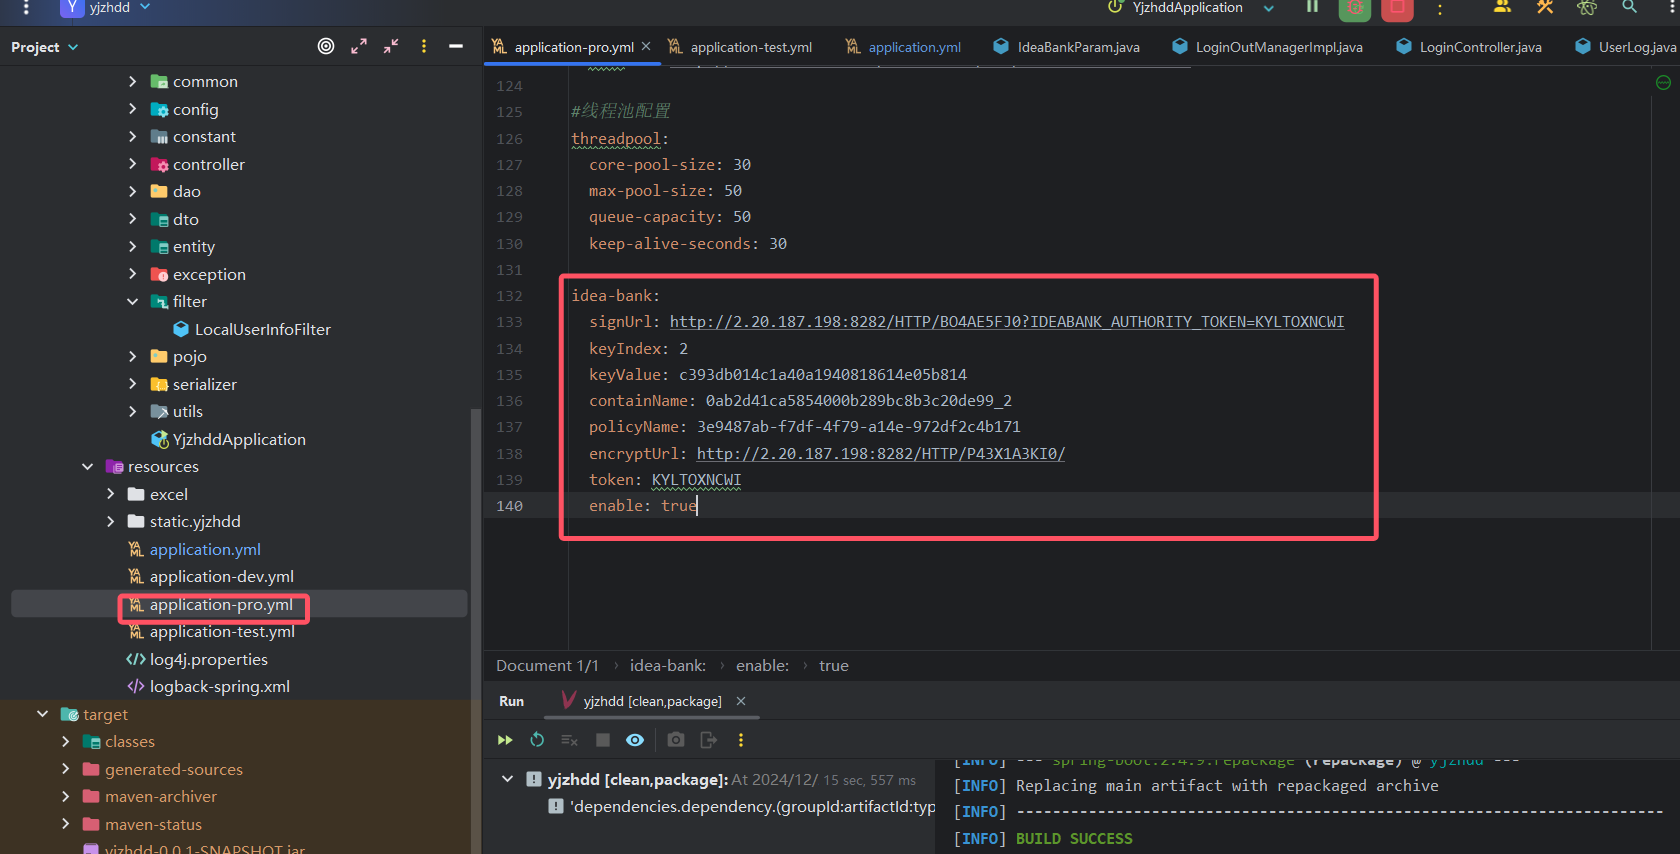 Y yjzhdd
YjzhddApplication
Project
application-pro.yml
application-test.yml
application.yml
IdeaBankParam.java
LoginOutManagerImpl.java
LoginController.java
UserLog.java
common
config
constant
controller
dao
dto
entity
exception
filter
LocalUserInfoFilter
pojo
serializer
utils
YjzhddApplication
resources
excel
static.yjzhdd
application.yml
application-dev.yml
application-pro.yml
application-test.yml
log4j.properties
logback-spring.xml
target
classes
generated-sources
maven-archiver
maven-status
yjzhdd-0.0.1-SNAPSHOT.jar
124
125 #线程池配置
126 threadpool:
127 core-pool-size: 30
128 max-pool-size: 50
129 queue-capacity: 50
130 keep-alive-seconds: 30
131
132 idea-bank:
133 signUrl: http://2.20.187.198:8282/HTTP/BO4AE5FJ0?IDEABANK_AUTHORITY_TOKEN=KYLTOXNCWI
134 keyIndex: 2
135 keyValue: c393db014c1a40a1940818614e05b814
136 containName: 0ab2d41ca5854000b289bc8b3c20de99_2
137 policyName: 3e9487ab-f7df-4f79-a14e-972df2c4b171
138 encryptUrl: http://2.20.187.198:8282/HTTP/P43X1A3KI0/
139 token: KYLTOXNCWI
140 enable: true
Document 1/1 › idea-bank: › enable: › true
Run yjzhdd [clean,package]
yjzhdd [clean,package]: At 2024/12/ 15 sec, 557 ms
'dependencies.dependency.(groupId:artifactId:typ
[INFO] --- spring-boot:2.4.9:repackage (repackage) @ yjzhdd ---
[INFO] Replacing main artifact with repackaged archive
[INFO] ------------------------------------------------------------------------
[INFO] BUILD SUCCESS